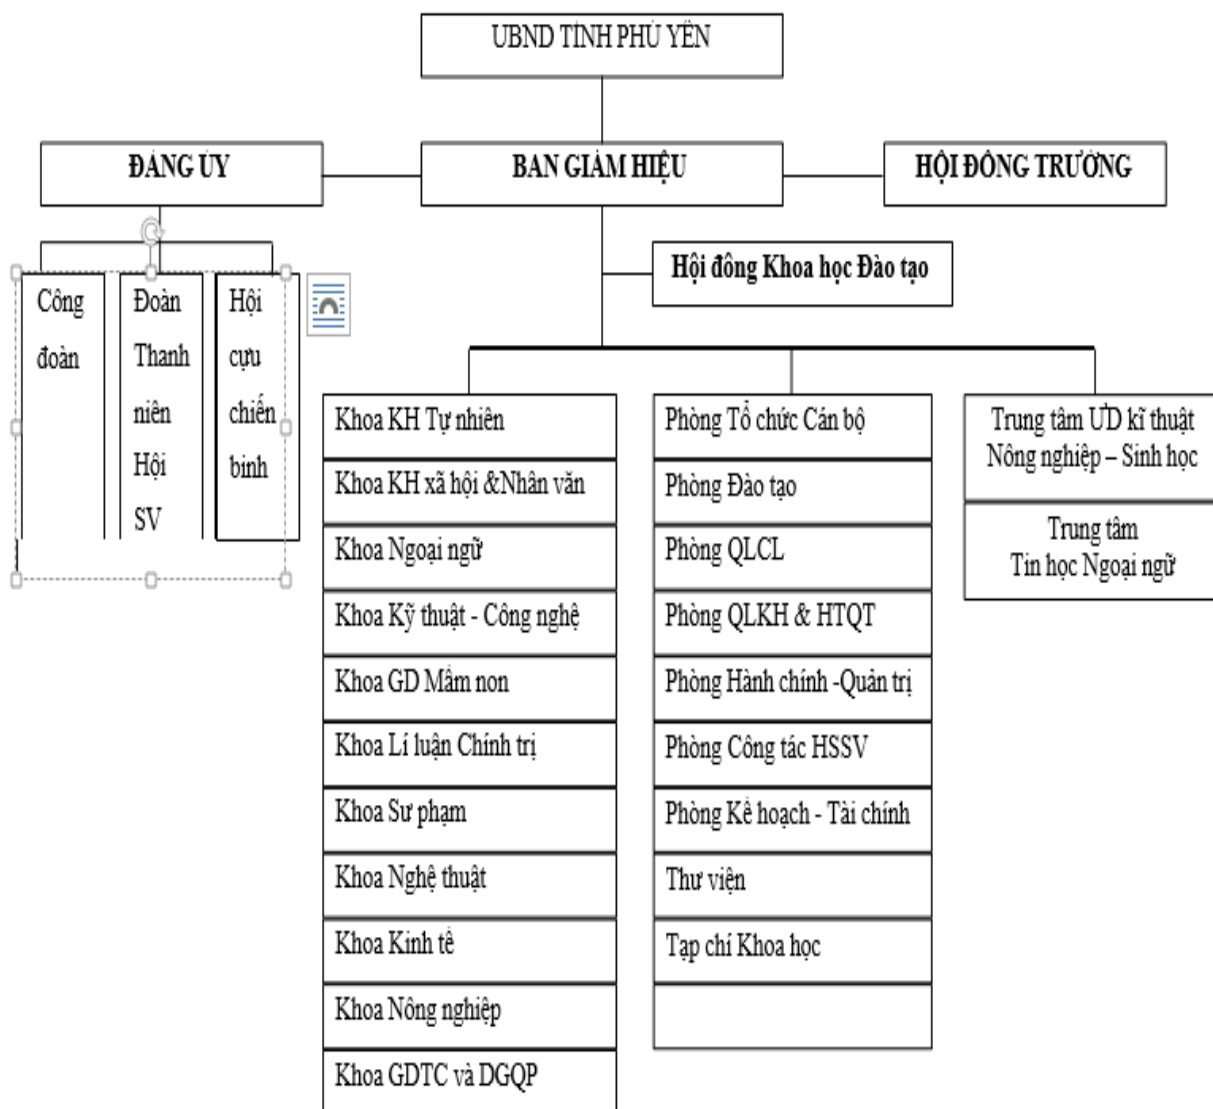 UBND TỈNH PHÚ YÊN
ĐẢNG ỦY
BAN GIÁM HIỆU
HỘI ĐỒNG TRƯỜNG
Hội đồng Khoa học Đào tạo
Công
đoàn
Đoàn
Thanh
niên
Hội
SV
Hội
cựu
chiến
binh
Khoa KH Tự nhiên
Khoa KH xã hội &Nhân văn
Khoa Ngoại ngữ
Khoa Kỹ thuật - Công nghệ
Khoa GD Mầm non
Khoa Lí luận Chính trị
Khoa Sư phạm
Khoa Nghệ thuật
Khoa Kinh tế
Khoa Nông nghiệp
Khoa GDTC và DGQP
Phòng Tổ chức Cán bộ
Phòng Đào tạo
Phòng QLCL
Phòng QLKH & HTQT
Phòng Hành chính -Quản trị
Phòng Công tác HSSV
Phòng Kế hoạch - Tài chính
Thư viện
Tạp chí Khoa học
Trung tâm ƯD kĩ thuật
Nông nghiệp – Sinh học
Trung tâm
Tin học Ngoại ngữ